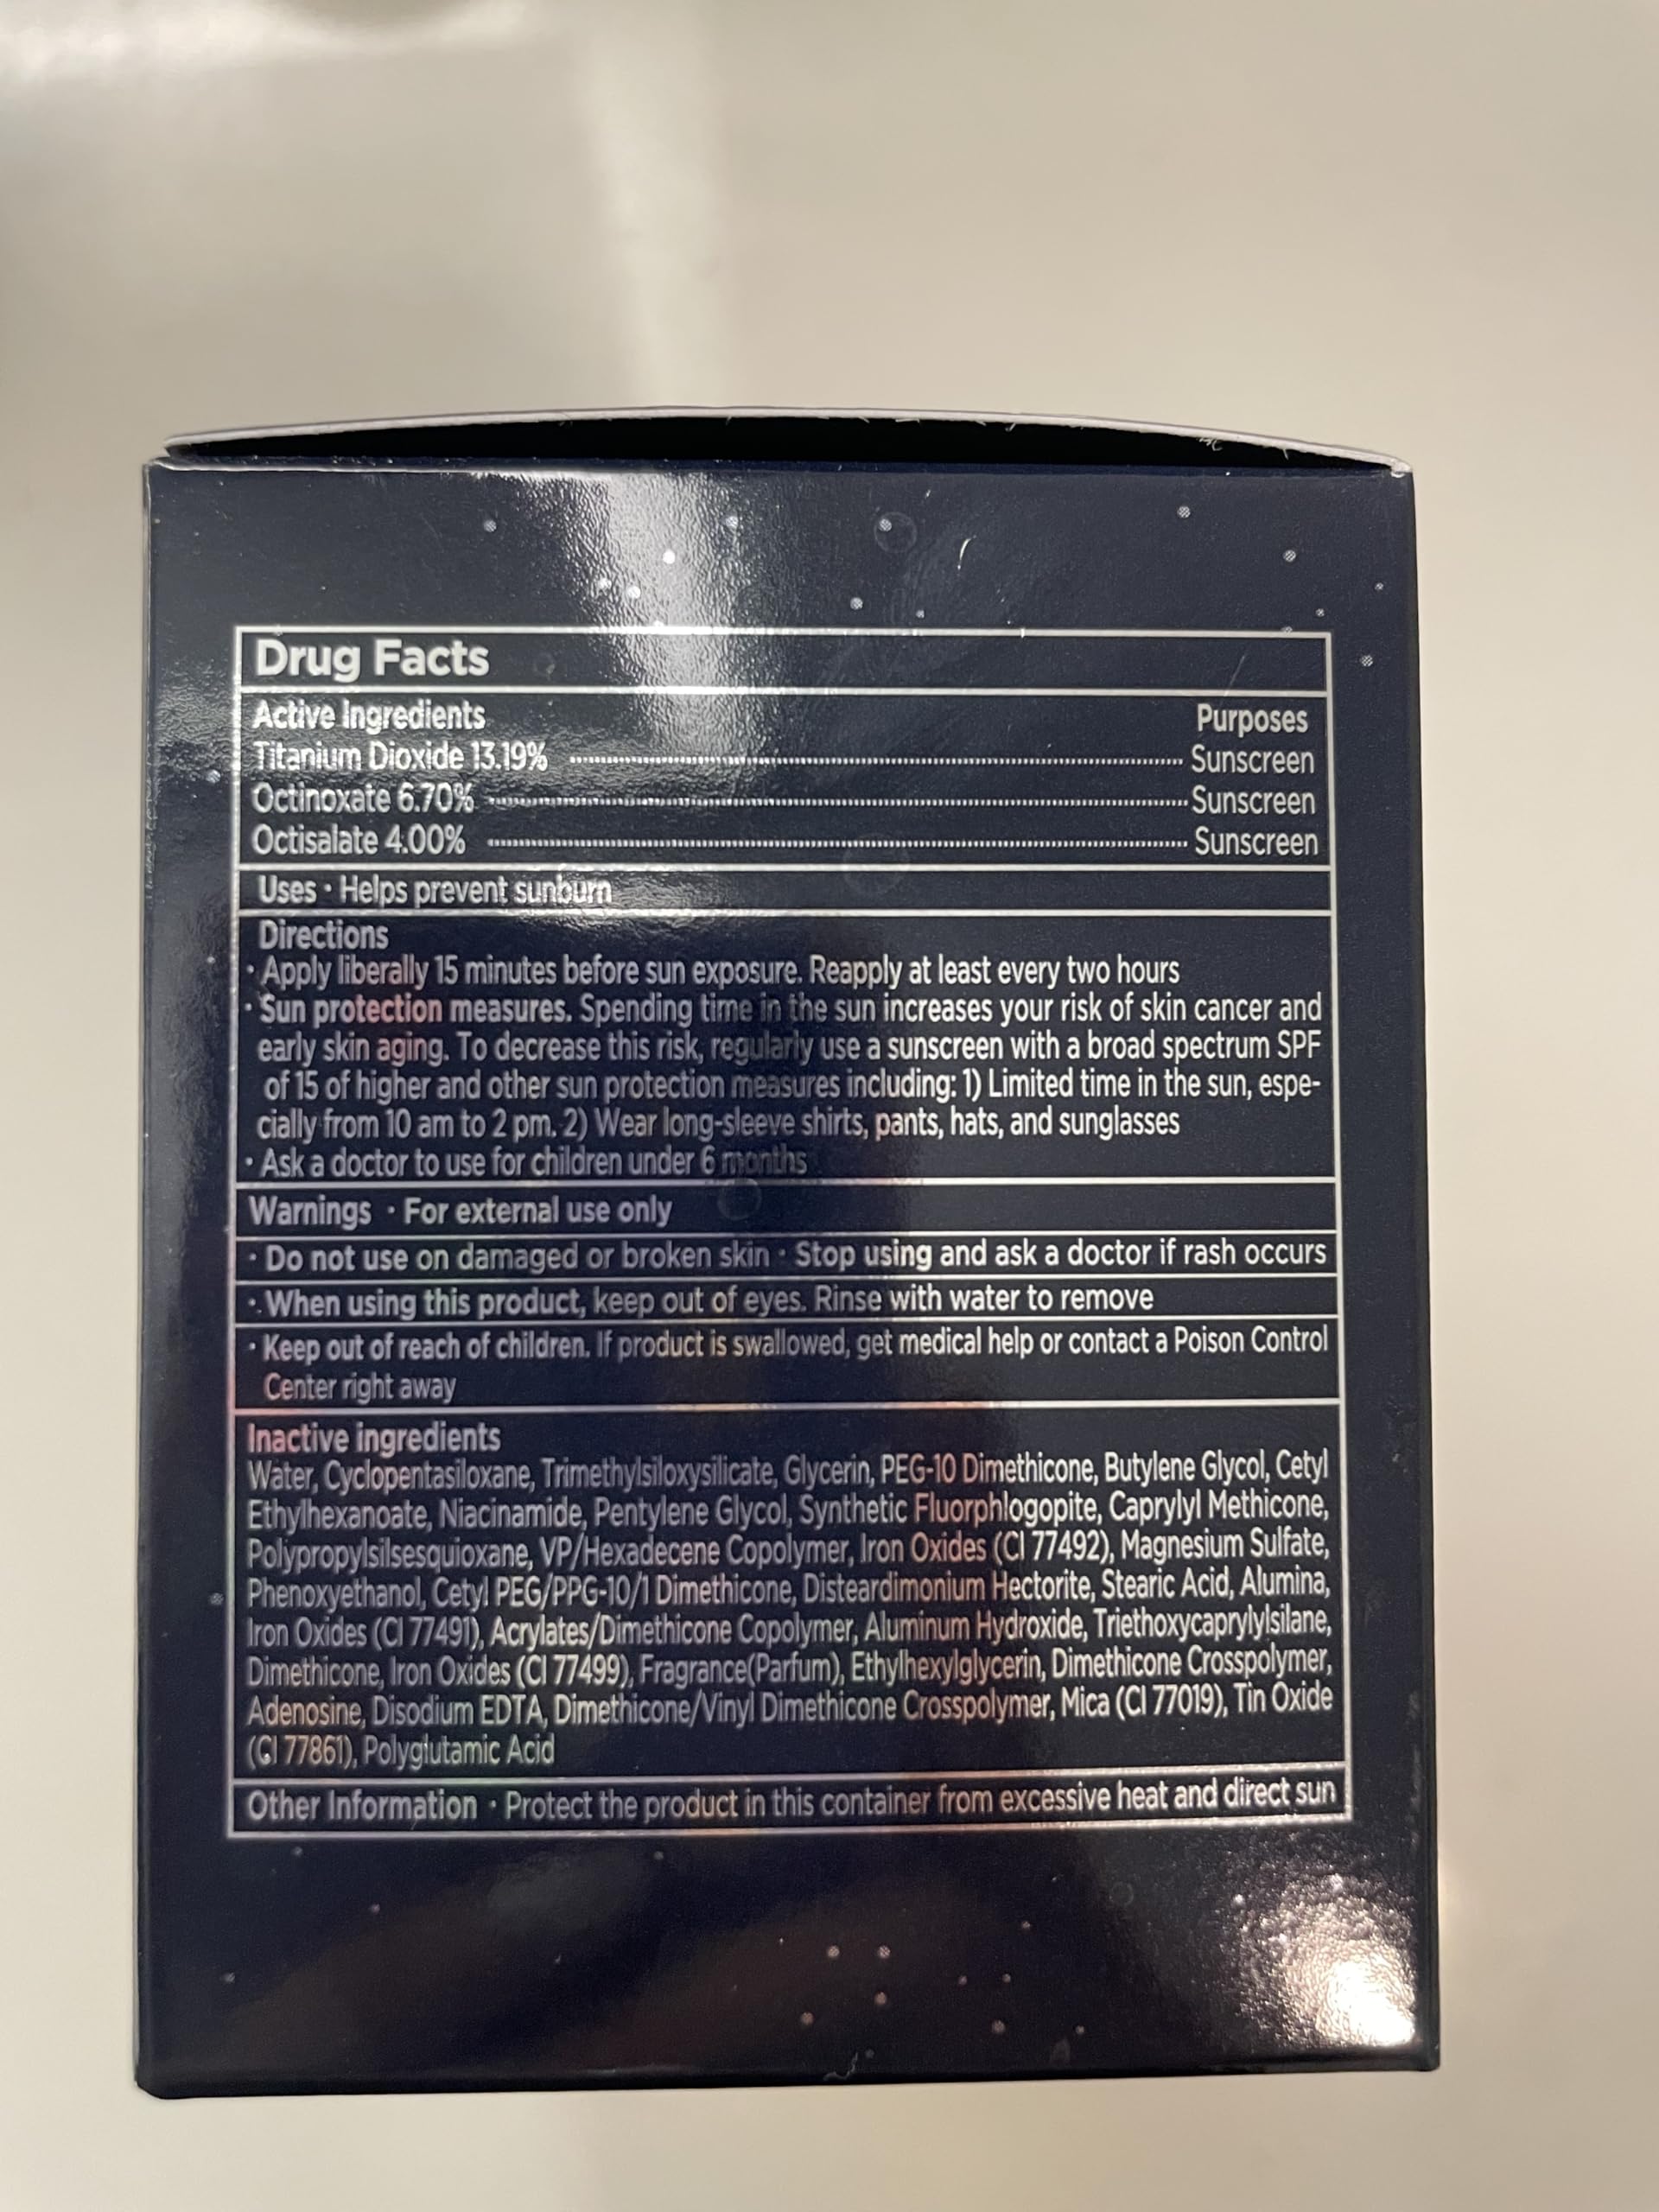 Drug Facts
Active Ingredients Purposes
Titanium Dioxide 13.19% Sunscreen
Octinoxate 6.70% Sunscreen
Octisalate 4.00% Sunscreen
Uses · Helps prevent sunburn
Directions
· Apply liberally 15 minutes before sun exposure. Reapply at least every two hours
· Sun protection measures. Spending time in the sun increases your risk of skin cancer and
early skin aging. To decrease this risk, regularly use a sunscreen with a broad spectrum SPF
of 15 of higher and other sun protection measures including: 1) Limited time in the sun, espe-
cially from 10 am to 2 pm. 2) Wear long-sleeve shirts, pants, hats, and sunglasses
· Ask a doctor to use for children under 6 months
Warnings · For external use only
· Do not use on damaged or broken skin · Stop using and ask a doctor if rash occurs
· When using this product, keep out of eyes. Rinse with water to remove
· Keep out of reach of children. If product is swallowed, get medical help or contact a Poison Control
Center right away
Inactive ingredients
Water, Cyclopentasiloxane, Trimethylsiloxysilicate, Glycerin, PEG-10 Dimethicone, Butylene Glycol, Cetyl
Ethylhexanoate, Niacinamide, Pentylene Glycol, Synthetic Fluorphlogopite, Caprylyl Methicone,
Polypropylsilsesquioxane, VP/Hexadecene Copolymer, Iron Oxides (CI 77492), Magnesium Sulfate,
Phenoxyethanol, Cetyl PEG/PPG-10/1 Dimethicone, Disteardimonium Hectorite, Stearic Acid, Alumina,
Iron Oxides (CI 77491), Acrylates/Dimethicone Copolymer, Aluminum Hydroxide, Triethoxycaprylylsilane,
Dimethicone, Iron Oxides (CI 77499), Fragrance(Parfum), Ethylhexylglycerin, Dimethicone Crosspolymer,
Adenosine, Disodium EDTA, Dimethicone/Vinyl Dimethicone Crosspolymer, Mica (CI 77019), Tin Oxide
(CI 77861), Polyglutamic Acid
Other Information · Protect the product in this container from excessive heat and direct sun